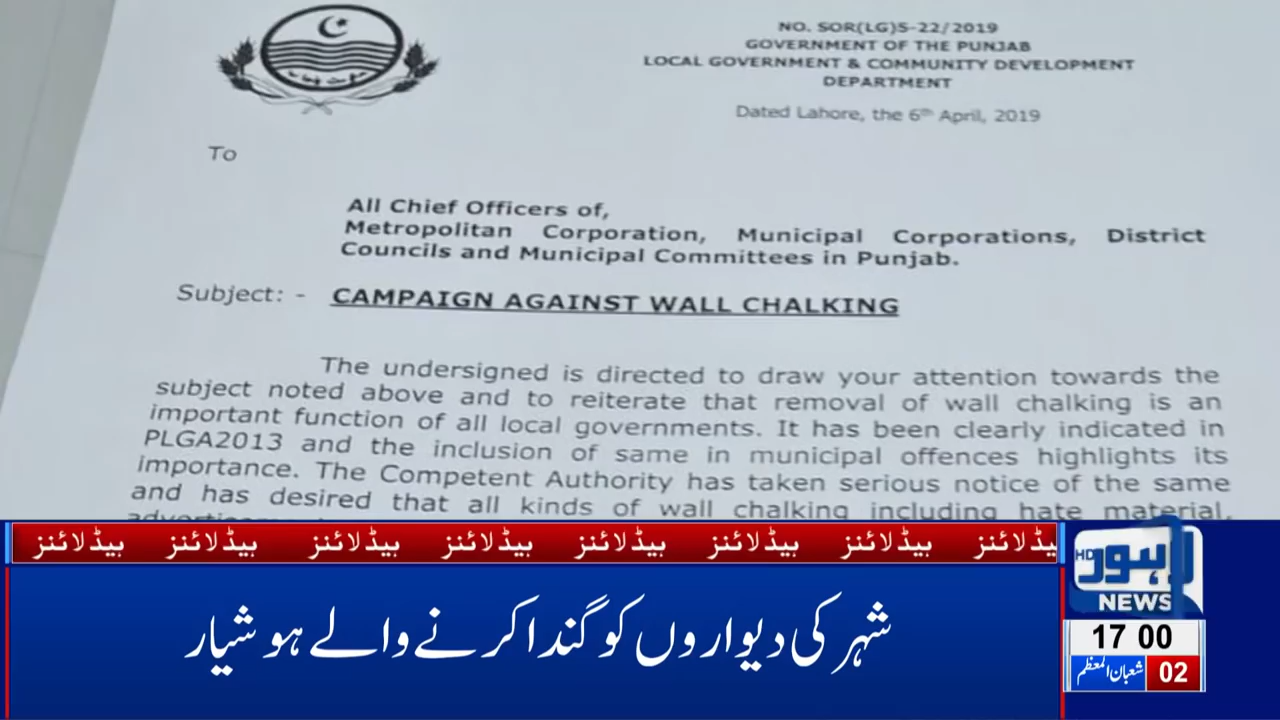 NO. SOR(LG)5-22/2019
GOVERNMENT OF THE PUNJAB
LOCAL GOVERNMENT & COMMUNITY DEVELOPMENT
DEPARTMENT
Dated Lahore, the 6th April, 2019
To
All Chief Officers of,
Metropolitan Corporation, Municipal Corporations, District
Councils and Municipal Committees in Punjab.
Subject: - CAMPAIGN AGAINST WALL CHALKING
The undersigned is directed to draw your attention towards the
subject noted above and to reiterate that removal of wall chalking is an
important function of all local governments. It has been clearly indicated in
PLGA2013 and the inclusion of same in municipal offences highlights its
importance. The Competent Authority has taken serious notice of the same
and has desired that all kinds of wall chalking including hate material,
ہیڈلائنز ہیڈلائنز ہیڈلائنز ہیڈلائنز ہیڈلائنز ہیڈلائنز ہیڈلائنز ہیڈلائنز
شہر کی دیواروں کو گندا کرنے والے ہوشیار
لاہور HD
NEWS
17 00
02 شعبان المعظم